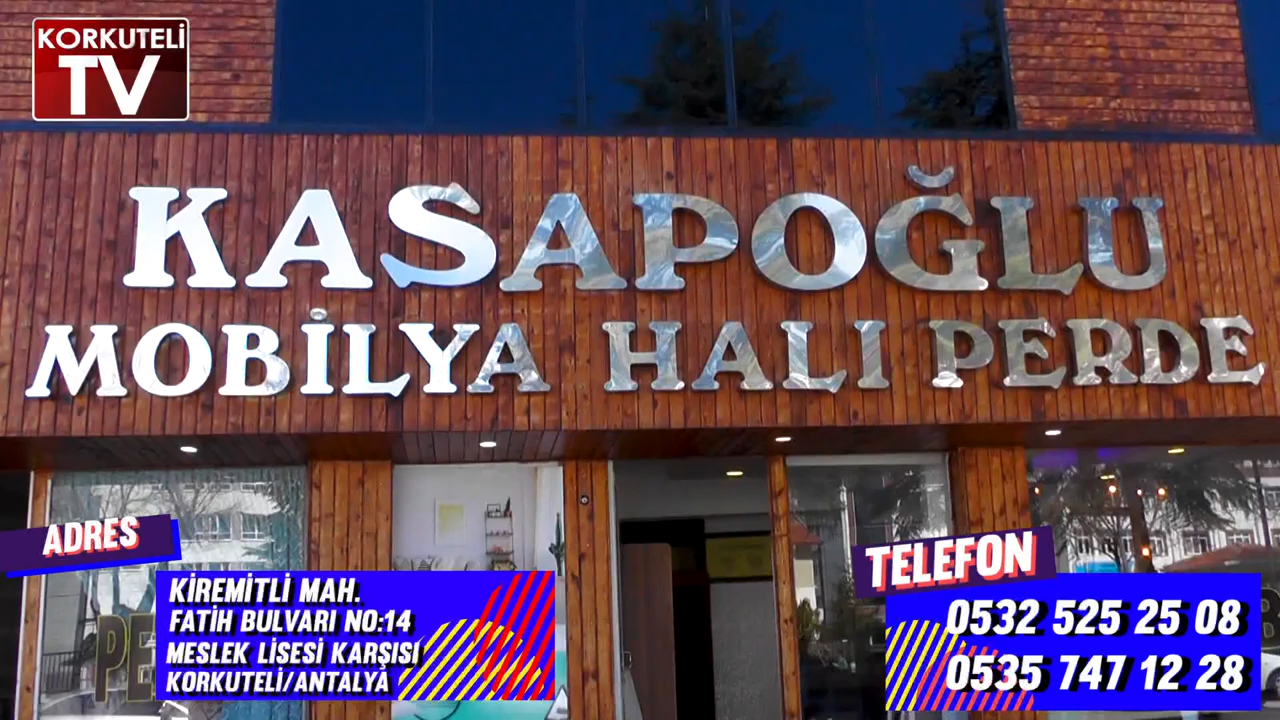 KORKUTELİ
TV
KASAPOĞLU
MOBİLYA HALI PERDE
ADRES
KİREMİTLİ MAH.
FATİH BULVARI NO:14
MESLEK LİSESİ KARŞISI
KORKUTELİ/ANTALYA
TELEFON
0532 525 25 08
0535 747 12 28
PE